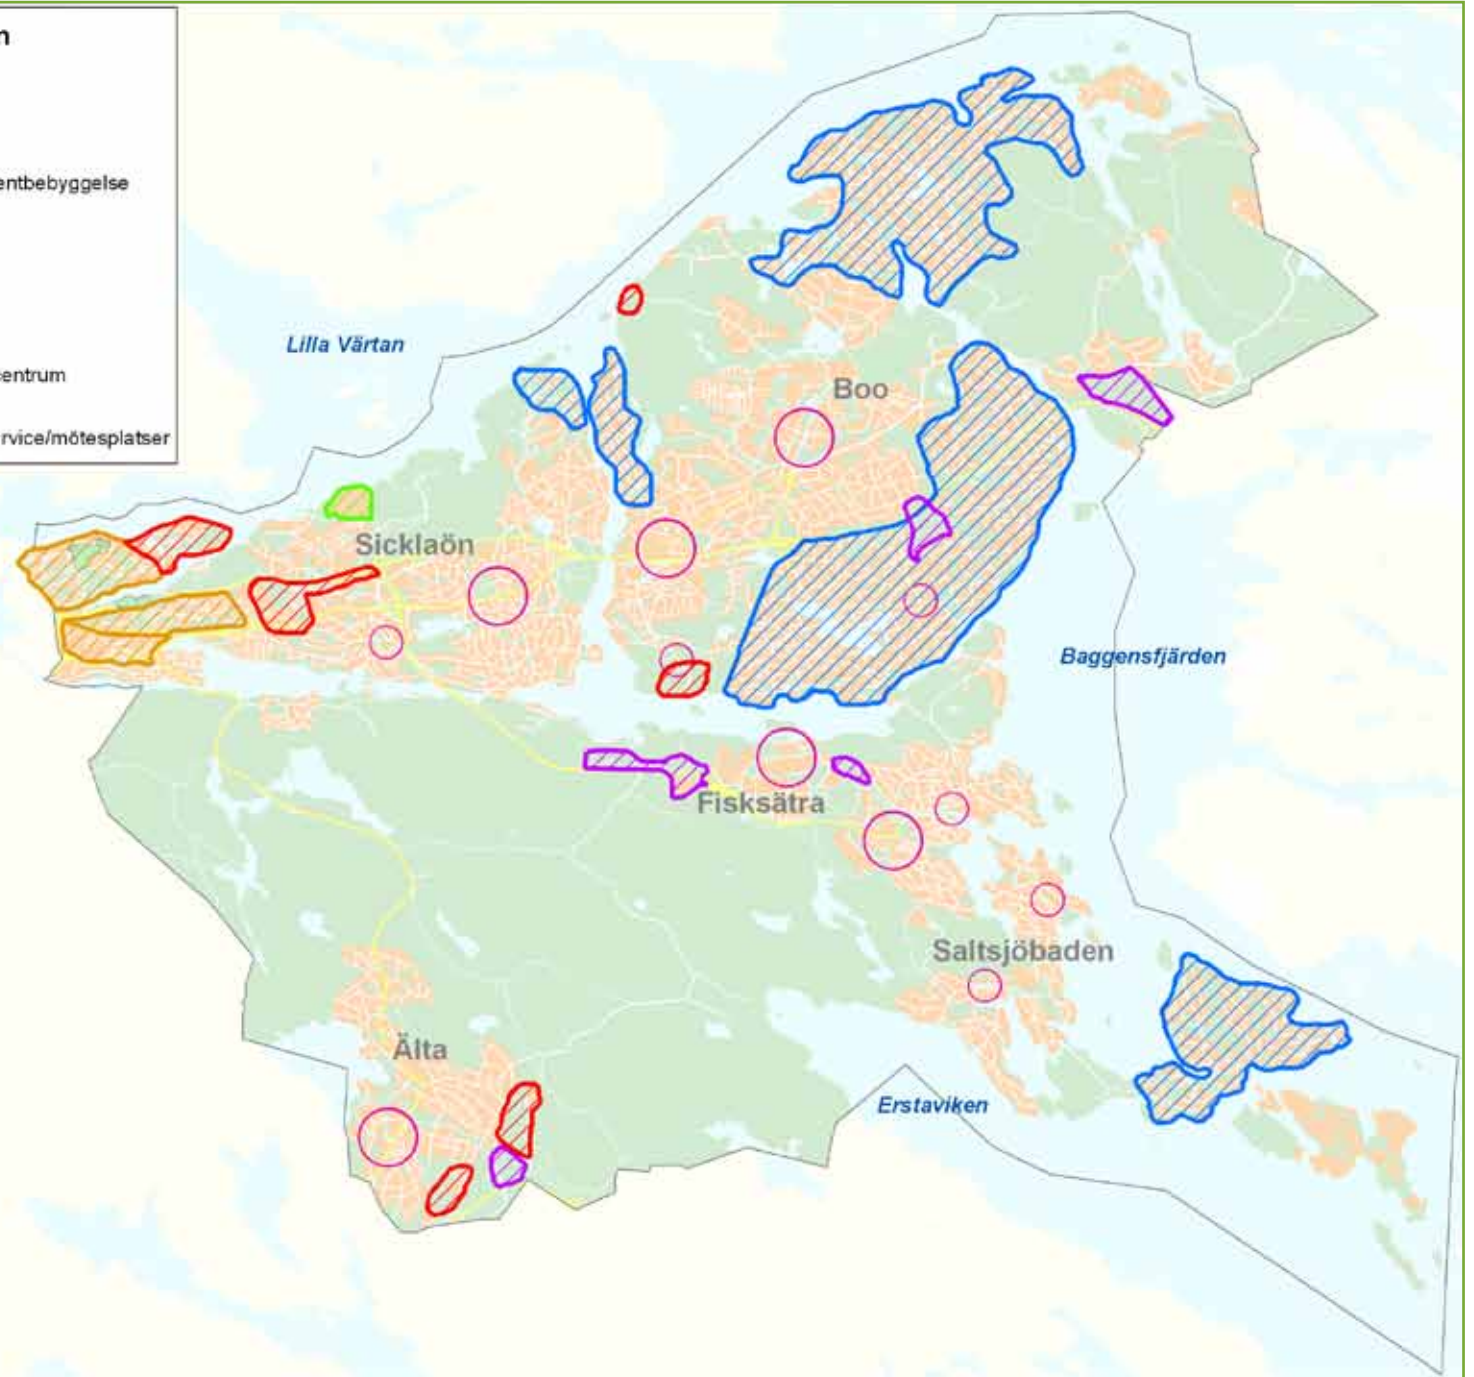 n
entbebyggelse
centrum
rvice/mötesplatser
Lilla Värtan
Boo
Sicklaön
Baggensfjärden
Fisksätra
Saltsjöbaden
Älta
Erstaviken